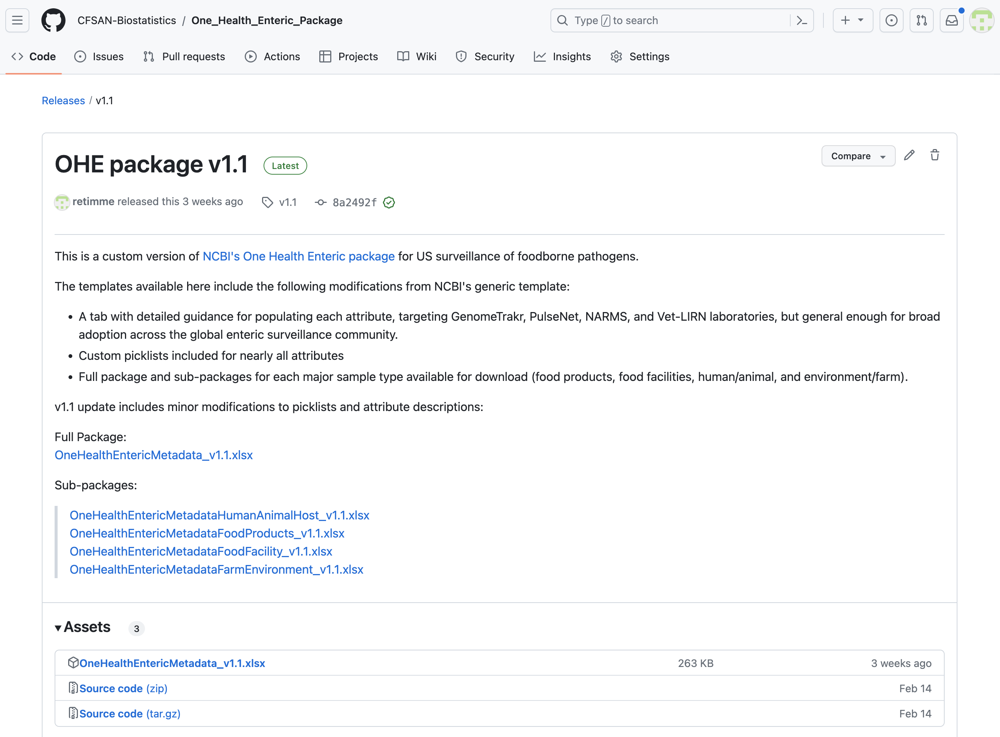 CFSAN-Biostatistics / One_Health_Enteric_Package
Type / to search
Code Issues Pull requests Actions Projects Wiki Security Insights Settings
Releases / v1.1
OHE package v1.1 Latest
Compare
retimme released this 3 weeks ago v1.1 8a2492f
This is a custom version of NCBI's One Health Enteric package for US surveillance of foodborne pathogens.
The templates available here include the following modifications from NCBI's generic template:
• A tab with detailed guidance for populating each attribute, targeting GenomeTrakr, PulseNet, NARMS, and Vet-LIRN laboratories, but general enough for broad
adoption across the global enteric surveillance community.
• Custom picklists included for nearly all attributes
• Full package and sub-packages for each major sample type available for download (food products, food facilities, human/animal, and environment/farm).
v1.1 update includes minor modifications to picklists and attribute descriptions:
Full Package:
OneHealthEntericMetadata_v1.1.xlsx
Sub-packages:
OneHealthEntericMetadataHumanAnimalHost_v1.1.xlsx
OneHealthEntericMetadataFoodProducts_v1.1.xlsx
OneHealthEntericMetadataFoodFacility_v1.1.xlsx
OneHealthEntericMetadataFarmEnvironment_v1.1.xlsx
Assets 3
OneHealthEntericMetadata_v1.1.xlsx 263 KB 3 weeks ago
Source code (zip) Feb 14
Source code (tar.gz) Feb 14